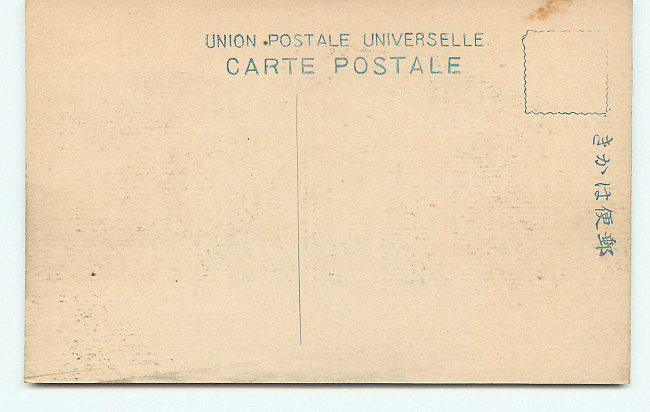 UNION POSTALE UNIVERSELLE.
CARTE POSTALE
きかは便郵